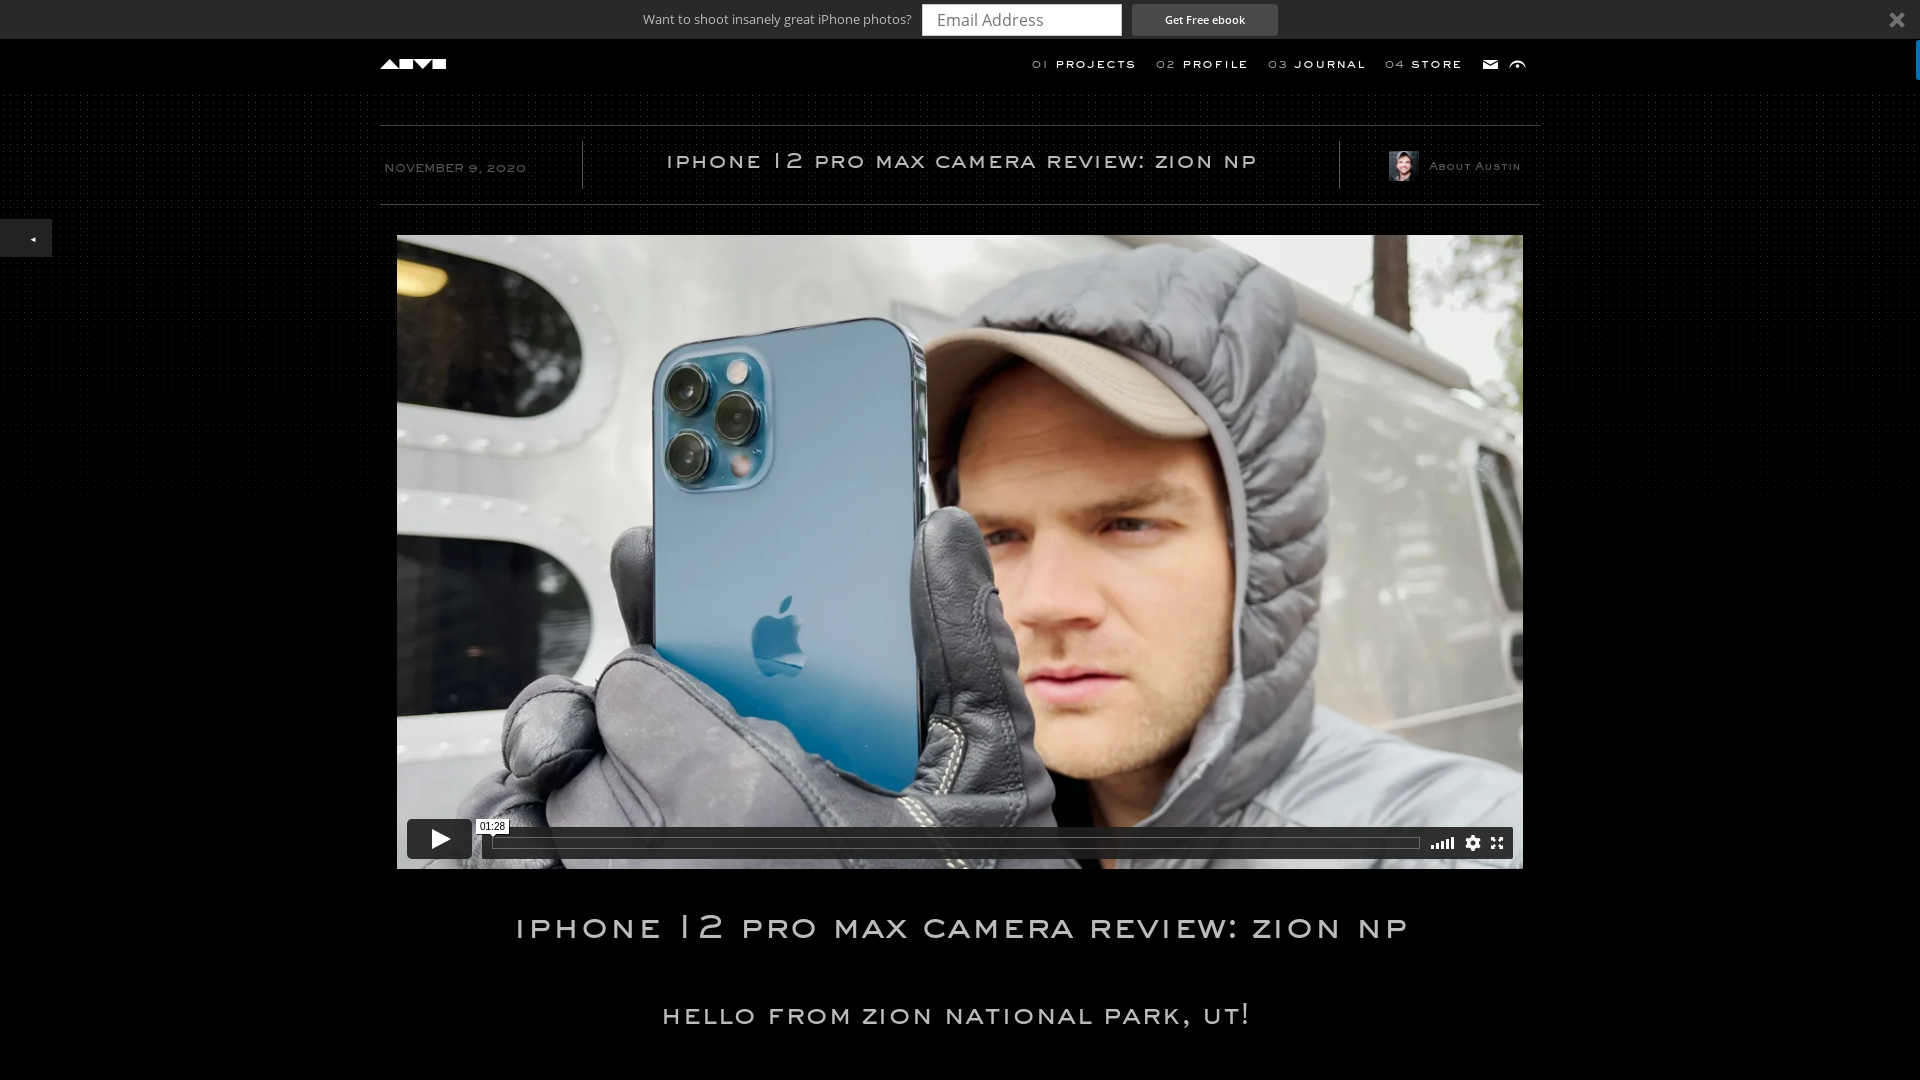 Want to shoot insanely great iPhone photos?
Email Address
Get Free ebook
01 PROJECTS
02 PROFILE
03 JOURNAL
04 STORE
NOVEMBER 9, 2020
IPHONE 12 PRO MAX CAMERA REVIEW: ZION NP
About Austin
01:28
IPHONE 12 PRO MAX CAMERA REVIEW: ZION NP
HELLO FROM ZION NATIONAL PARK, UT!